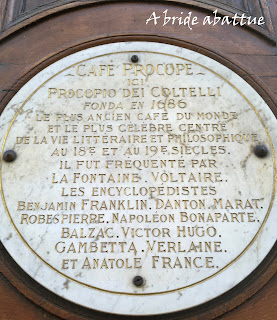 A bride abattue
CAFÉ PROCOPE
ICI
PROCOPIO DEI COLTELLI
FONDA EN 1686
LE PLUS ANCIEN CAFÉ DU MONDE
ET LE PLUS CÉLÈBRE CENTRE
DE LA VIE LITTÉRAIRE ET PHILOSOPHIQUE
AU 18E ET AU 19E SIÈCLES.
IL FUT FRÉQUENTÉ PAR
LA FONTAINE. VOLTAIRE.
LES ENCYCLOPÉDISTES
BENJAMIN FRANKLIN. DANTON. MARAT.
ROBESPIERRE. NAPOLÉON BONAPARTE.
BALZAC. VICTOR HUGO.
GAMBETTA. VERLAINE.
ET ANATOLE FRANCE.